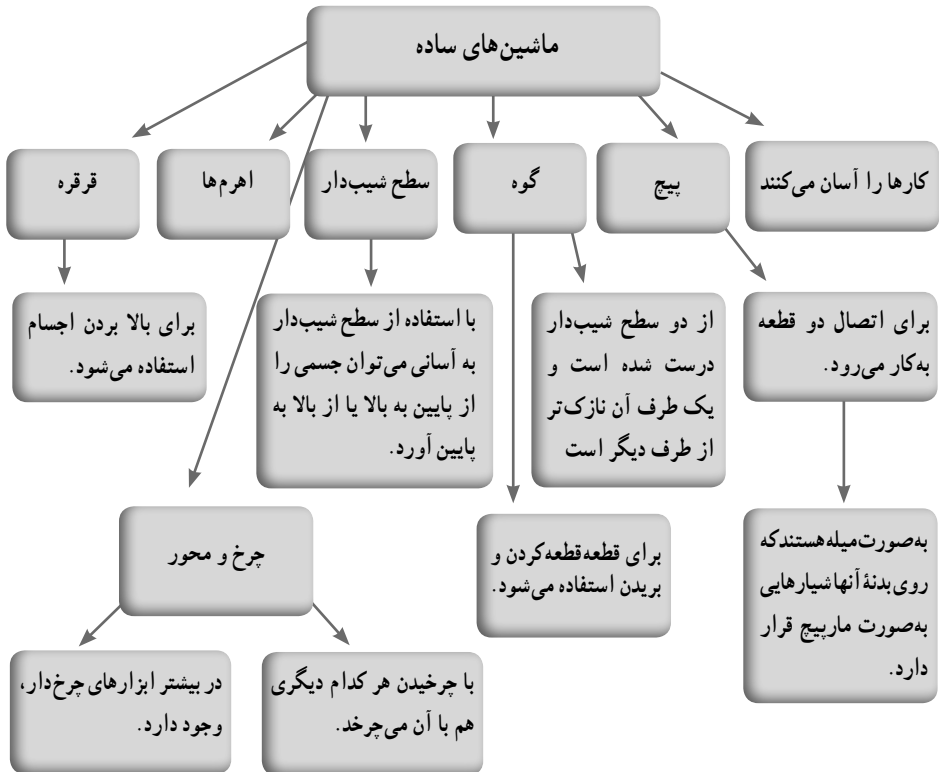 ماشین‌های ساده
کارها را آسان می‌کنند
پیچ
گوه
سطح شیب‌دار
اهرم‌ها
قرقره
برای اتصال دو قطعه
به‌کار می‌رود.
از دو سطح شیب‌دار
درست شده است و
یک طرف آن نازک‌تر
از طرف دیگر است
با استفاده از سطح شیب‌دار
به آسانی می‌توان جسمی را
از پایین به بالا یا از بالا به
پایین آورد.
برای بالا بردن اجسام
استفاده می‌شود.
به‌صورت‌میله‌هستندکه
روی‌بدنهٔ‌آنهاشیارهایی
به‌صورت مارپیچ قرار
دارد.
برای قطعه‌قطعه‌کردن و
بریدن استفاده می‌شود.
چرخ و محور
با چرخیدن هر کدام دیگری
هم با آن می‌چرخد.
در بیشتر ابزارهای چرخ‌دار،
وجود دارد.